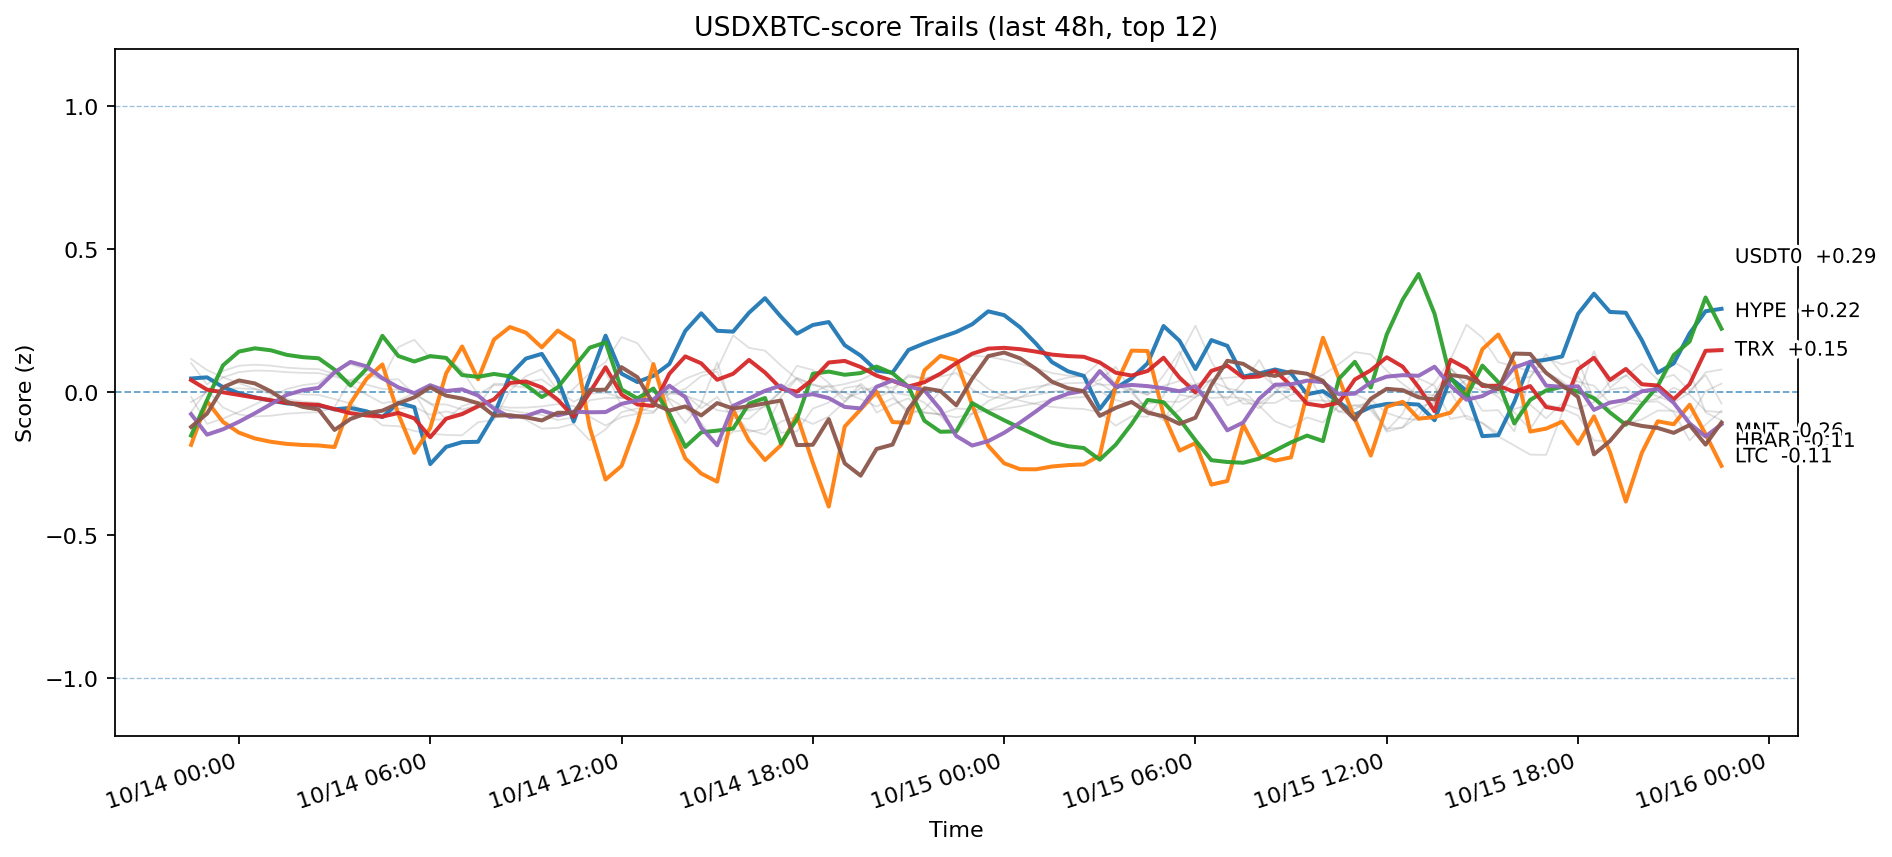 USDXBTC-score Trails (last 48h, top 12)
Score (z)
1.0
0.5
0.0
−0.5
−1.0
USDT0 +0.29
HYPE +0.22
TRX +0.15
MNT -0.26
HBAR -0.11
LTC -0.11
10/14 00:00
10/14 06:00
10/14 12:00
10/14 18:00
10/15 00:00
10/15 06:00
10/15 12:00
10/15 18:00
10/16 00:00
Time